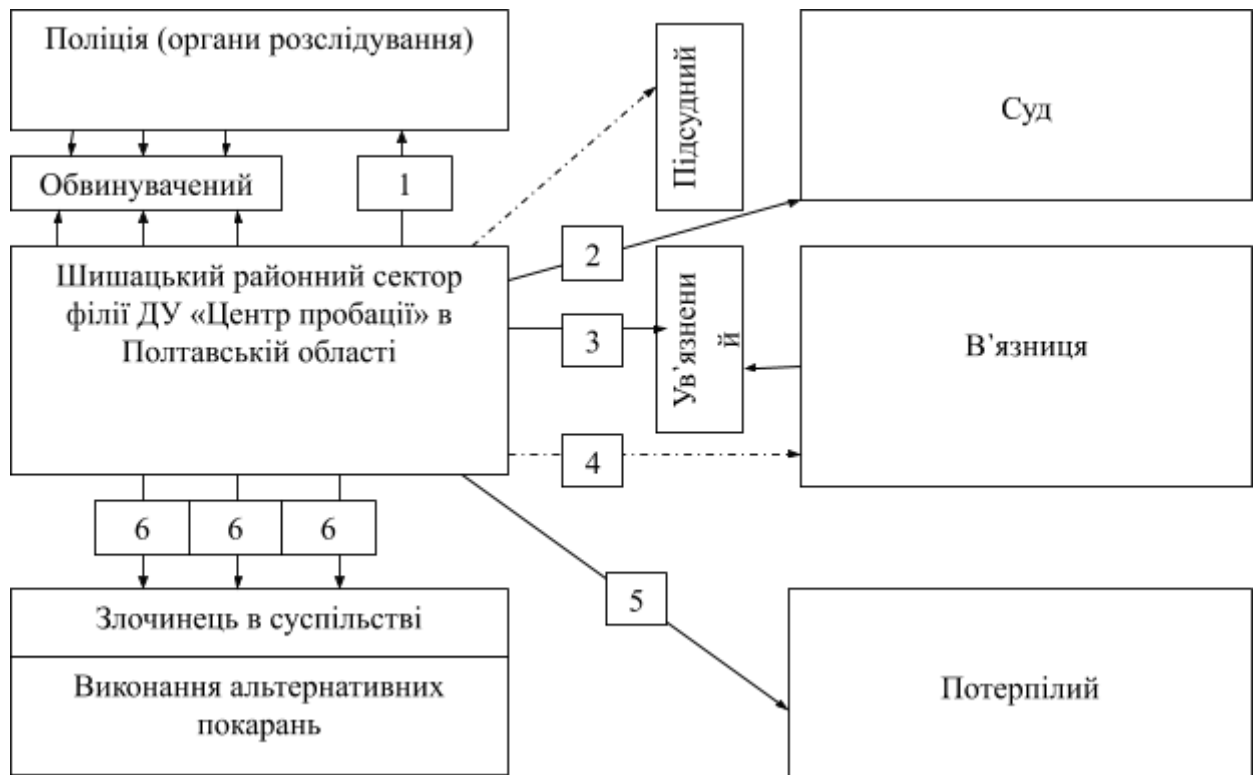 Поліція (органи розслідування)
Підсудний
Суд
Обвинувачений
1
2
Шишацький районний сектор
філії ДУ «Центр пробації» в
Полтавській області
3
Ув’язнени
й
В’язниця
4
6
6
6
5
Злочинець в суспільстві
Виконання альтернативних
покарань
Потерпілий